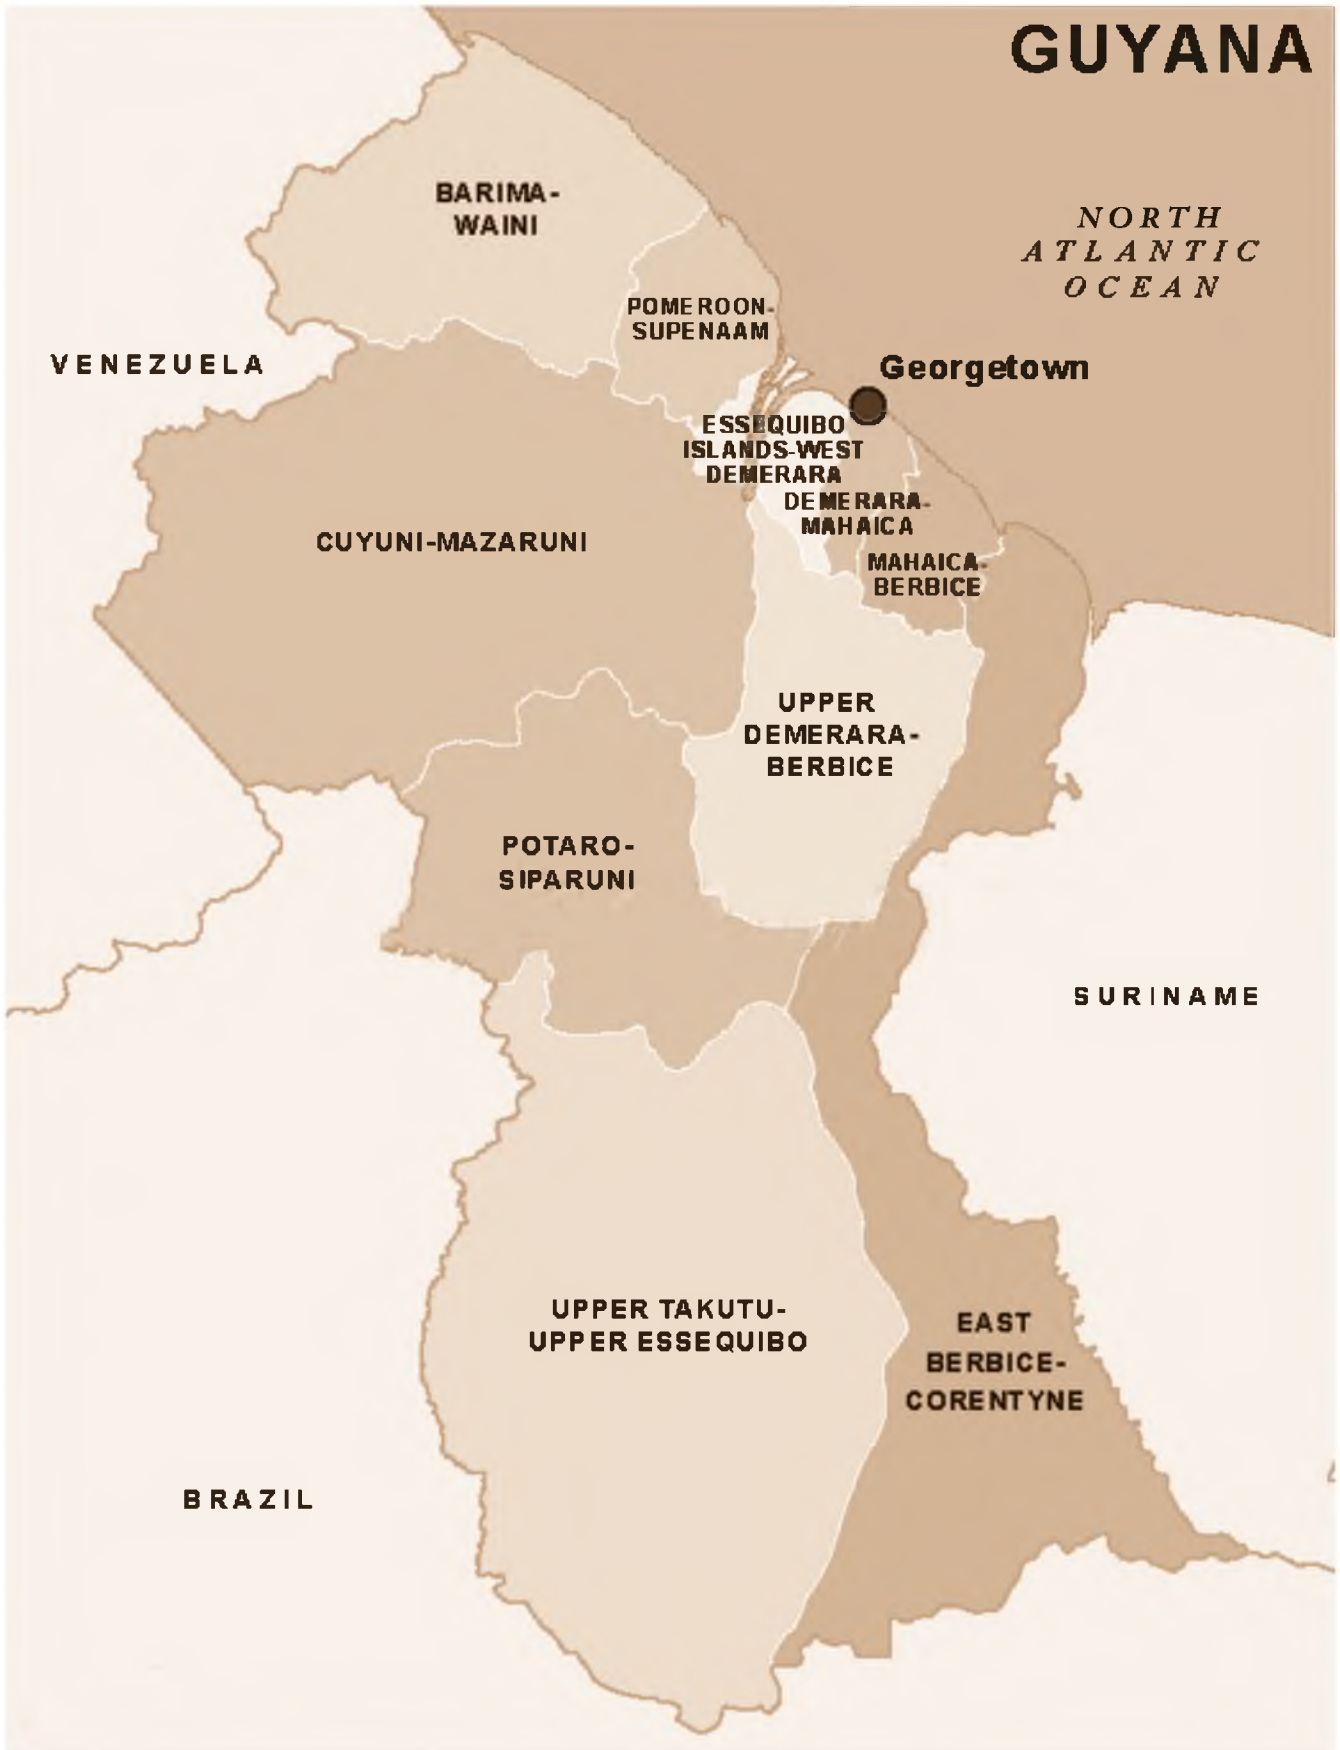 GUYANA
NORTH
ATLANTIC
OCEAN
BARIMA-
WAINI
POMEROON-
SUPENAAM
VENEZUELA
Georgetown
ESSEQUIBO
ISLANDS-WEST
DEMERARA
DEMERARA-
MAHAICA
CUYUNI-MAZARUNI
MAHAICA-
BERBICE
UPPER
DEMERARA-
BERBICE
POTARO-
SIPARUNI
SURINAME
UPPER TAKUTU-
UPPER ESSEQUIBO
EAST
BERBICE-
CORENTYNE
BRAZIL